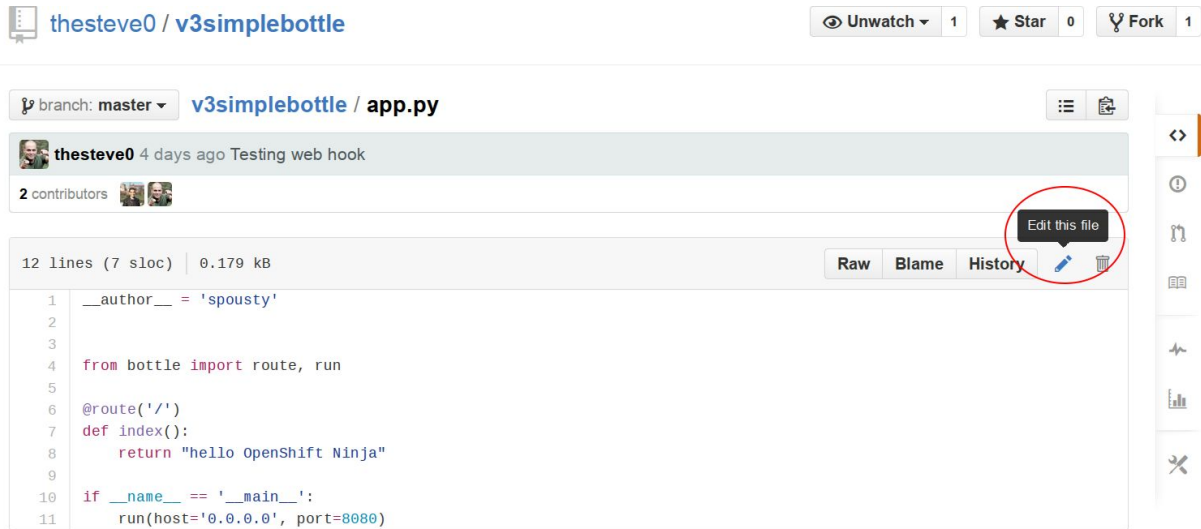 thesteve0 / v3simplebottle
Unwatch 1 Star 0 Fork 1
branch: master v3simplebottle / app.py
thesteve0 4 days ago Testing web hook
2 contributors
Edit this file
12 lines (7 sloc) 0.179 kB Raw Blame History
1 __author__ = 'spousty'
2
3
4 from bottle import route, run
5
6 @route('/')
7 def index():
8     return "hello OpenShift Ninja"
9
10 if __name__ == '__main__':
11     run(host='0.0.0.0', port=8080)